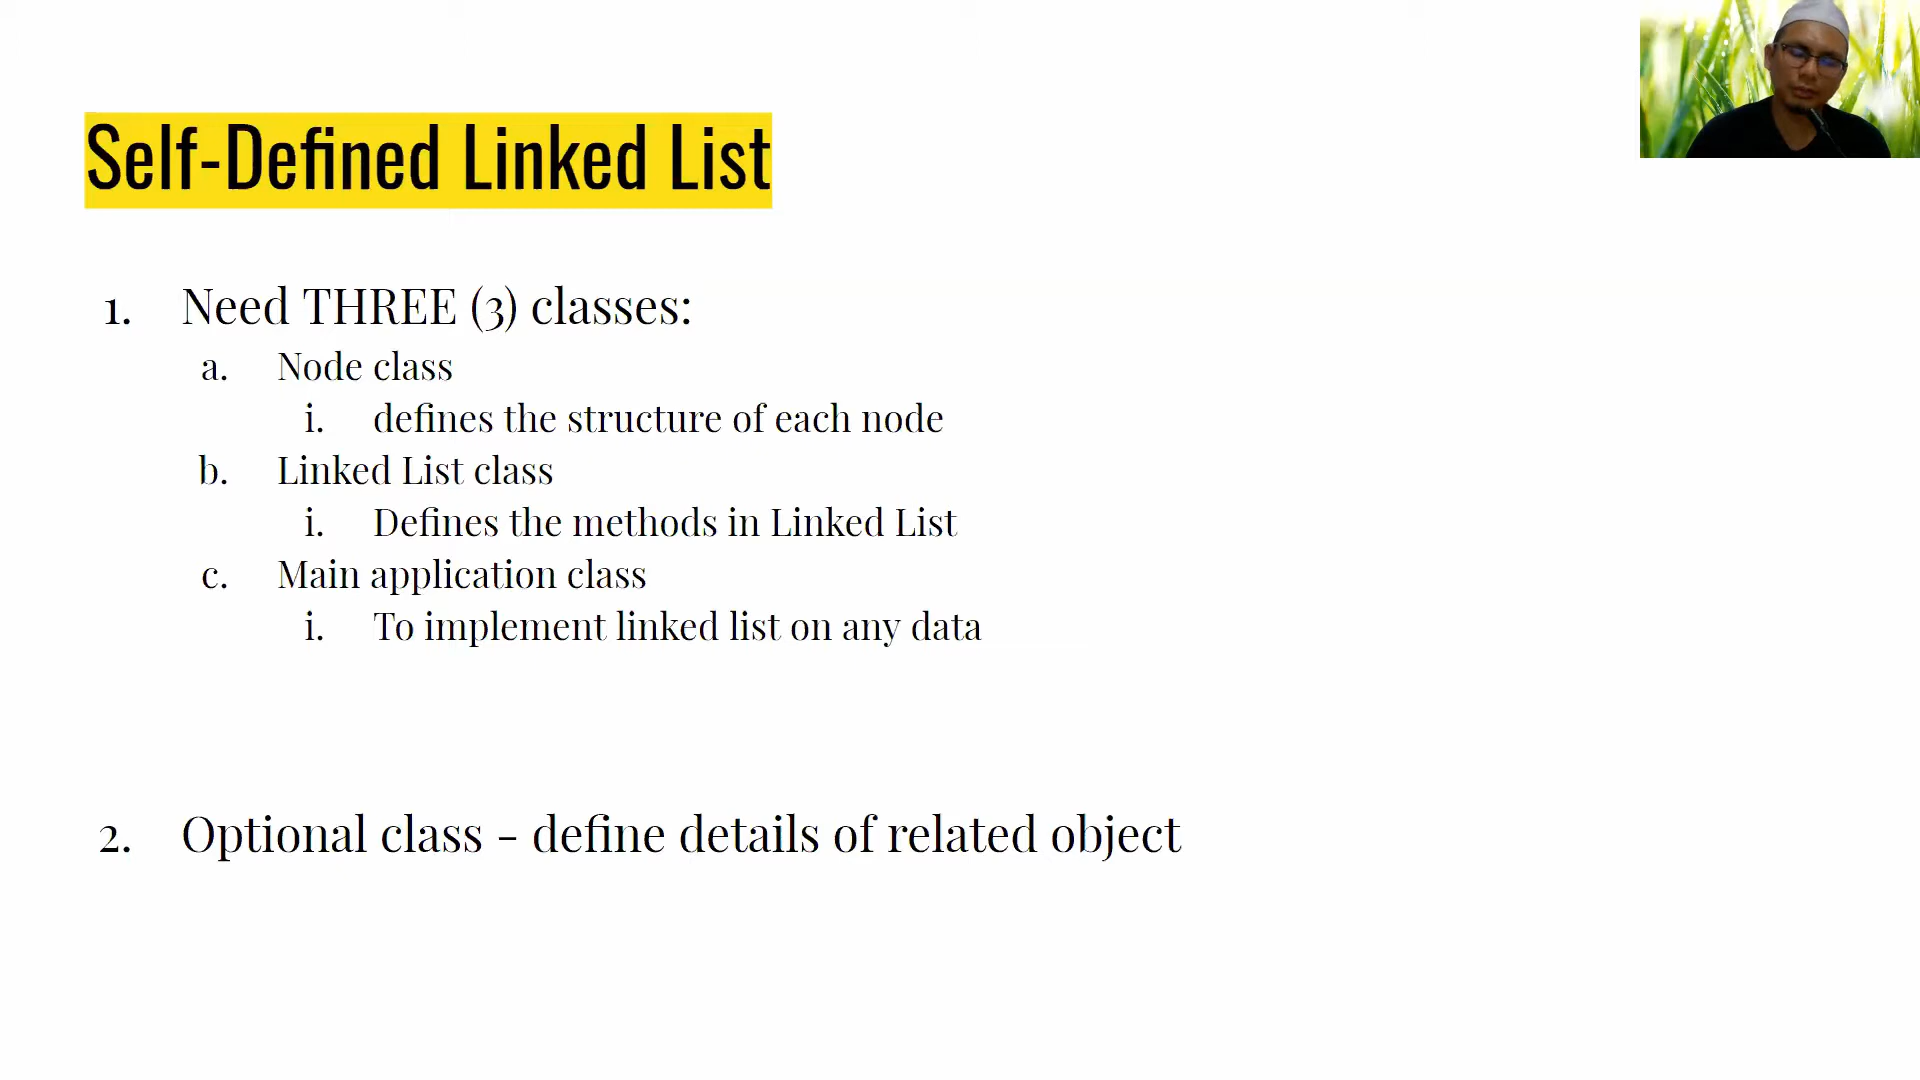 Self-Defined Linked List
1. Need THREE (3) classes:
a. Node class
i. defines the structure of each node
b. Linked List class
i. Defines the methods in Linked List
c. Main application class
i. To implement linked list on any data
2. Optional class - define details of related object